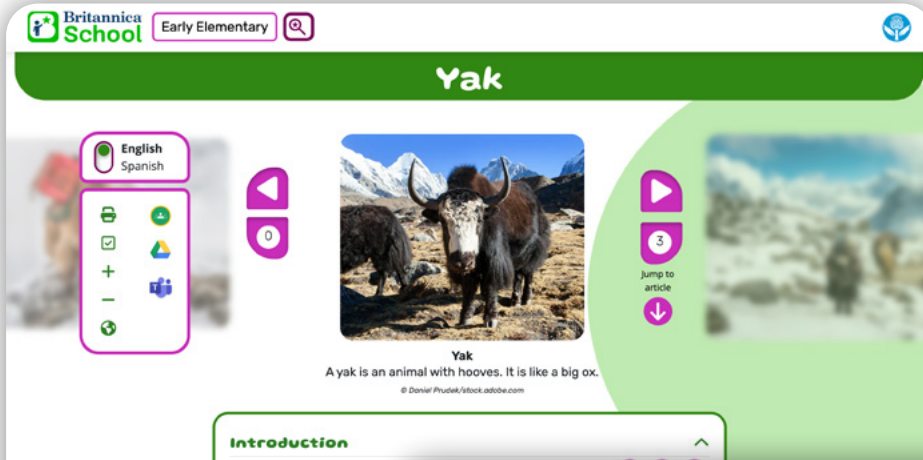 Britannica
School
Early Elementary
Yak
English
Spanish
0
3
Jump to
article
Yak
A yak is an animal with hooves. It is like a big ox.
© Daniel Prudek/stock.adobe.com
Introduction